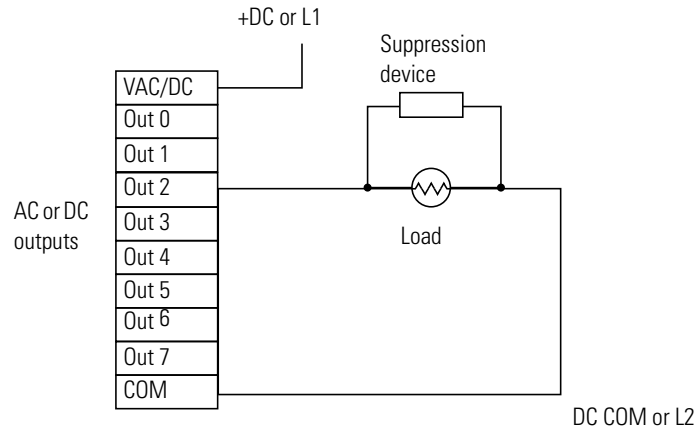 +DC or L1
Suppression
device
VAC/DC
Out 0
Out 1
Out 2
Out 3
Out 4
Out 5
Out 6
Out 7
COM
AC or DC
outputs
Load
DC COM or L2